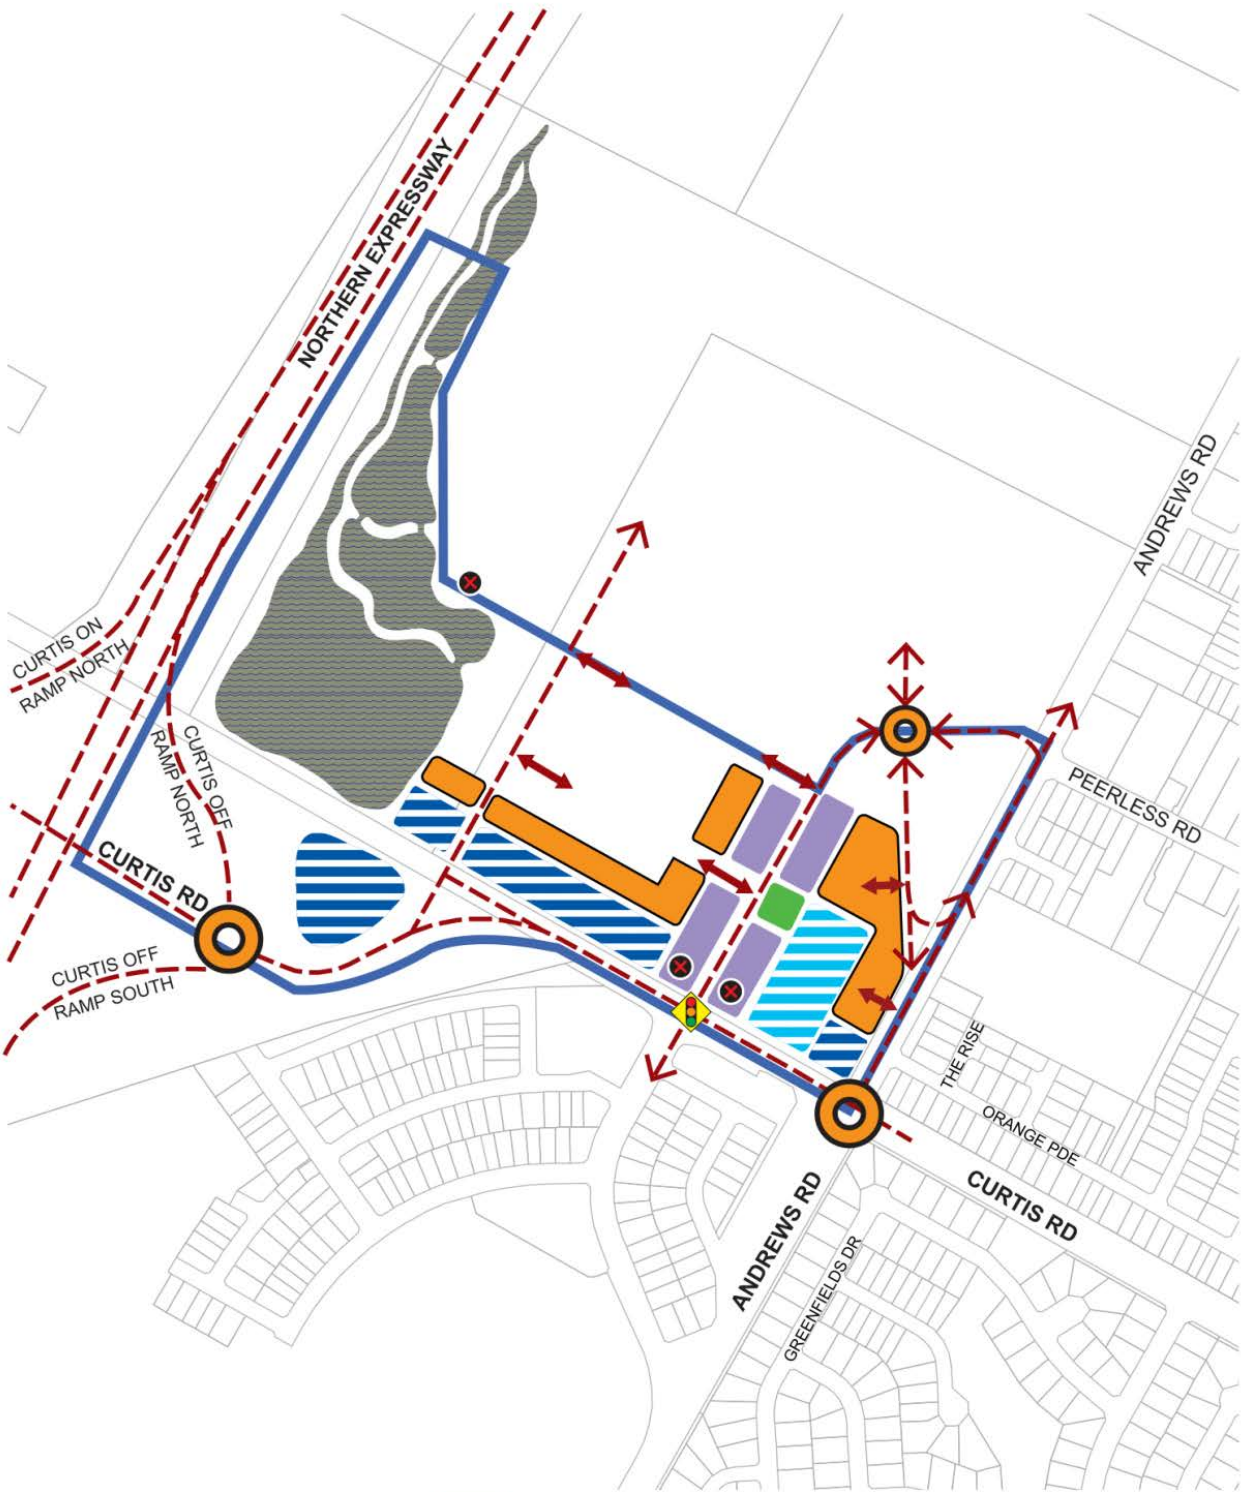 NORTHERN EXPRESSWAY
ANDREWS RD
CURTIS ON
RAMP NORTH
CURTIS OFF
RAMP NORTH
PEERLESS RD
CURTIS RD
CURTIS OFF
RAMP SOUTH
THE RISE
ORANGE PDE
CURTIS RD
ANDREWS RD
GREENFIELDS DR